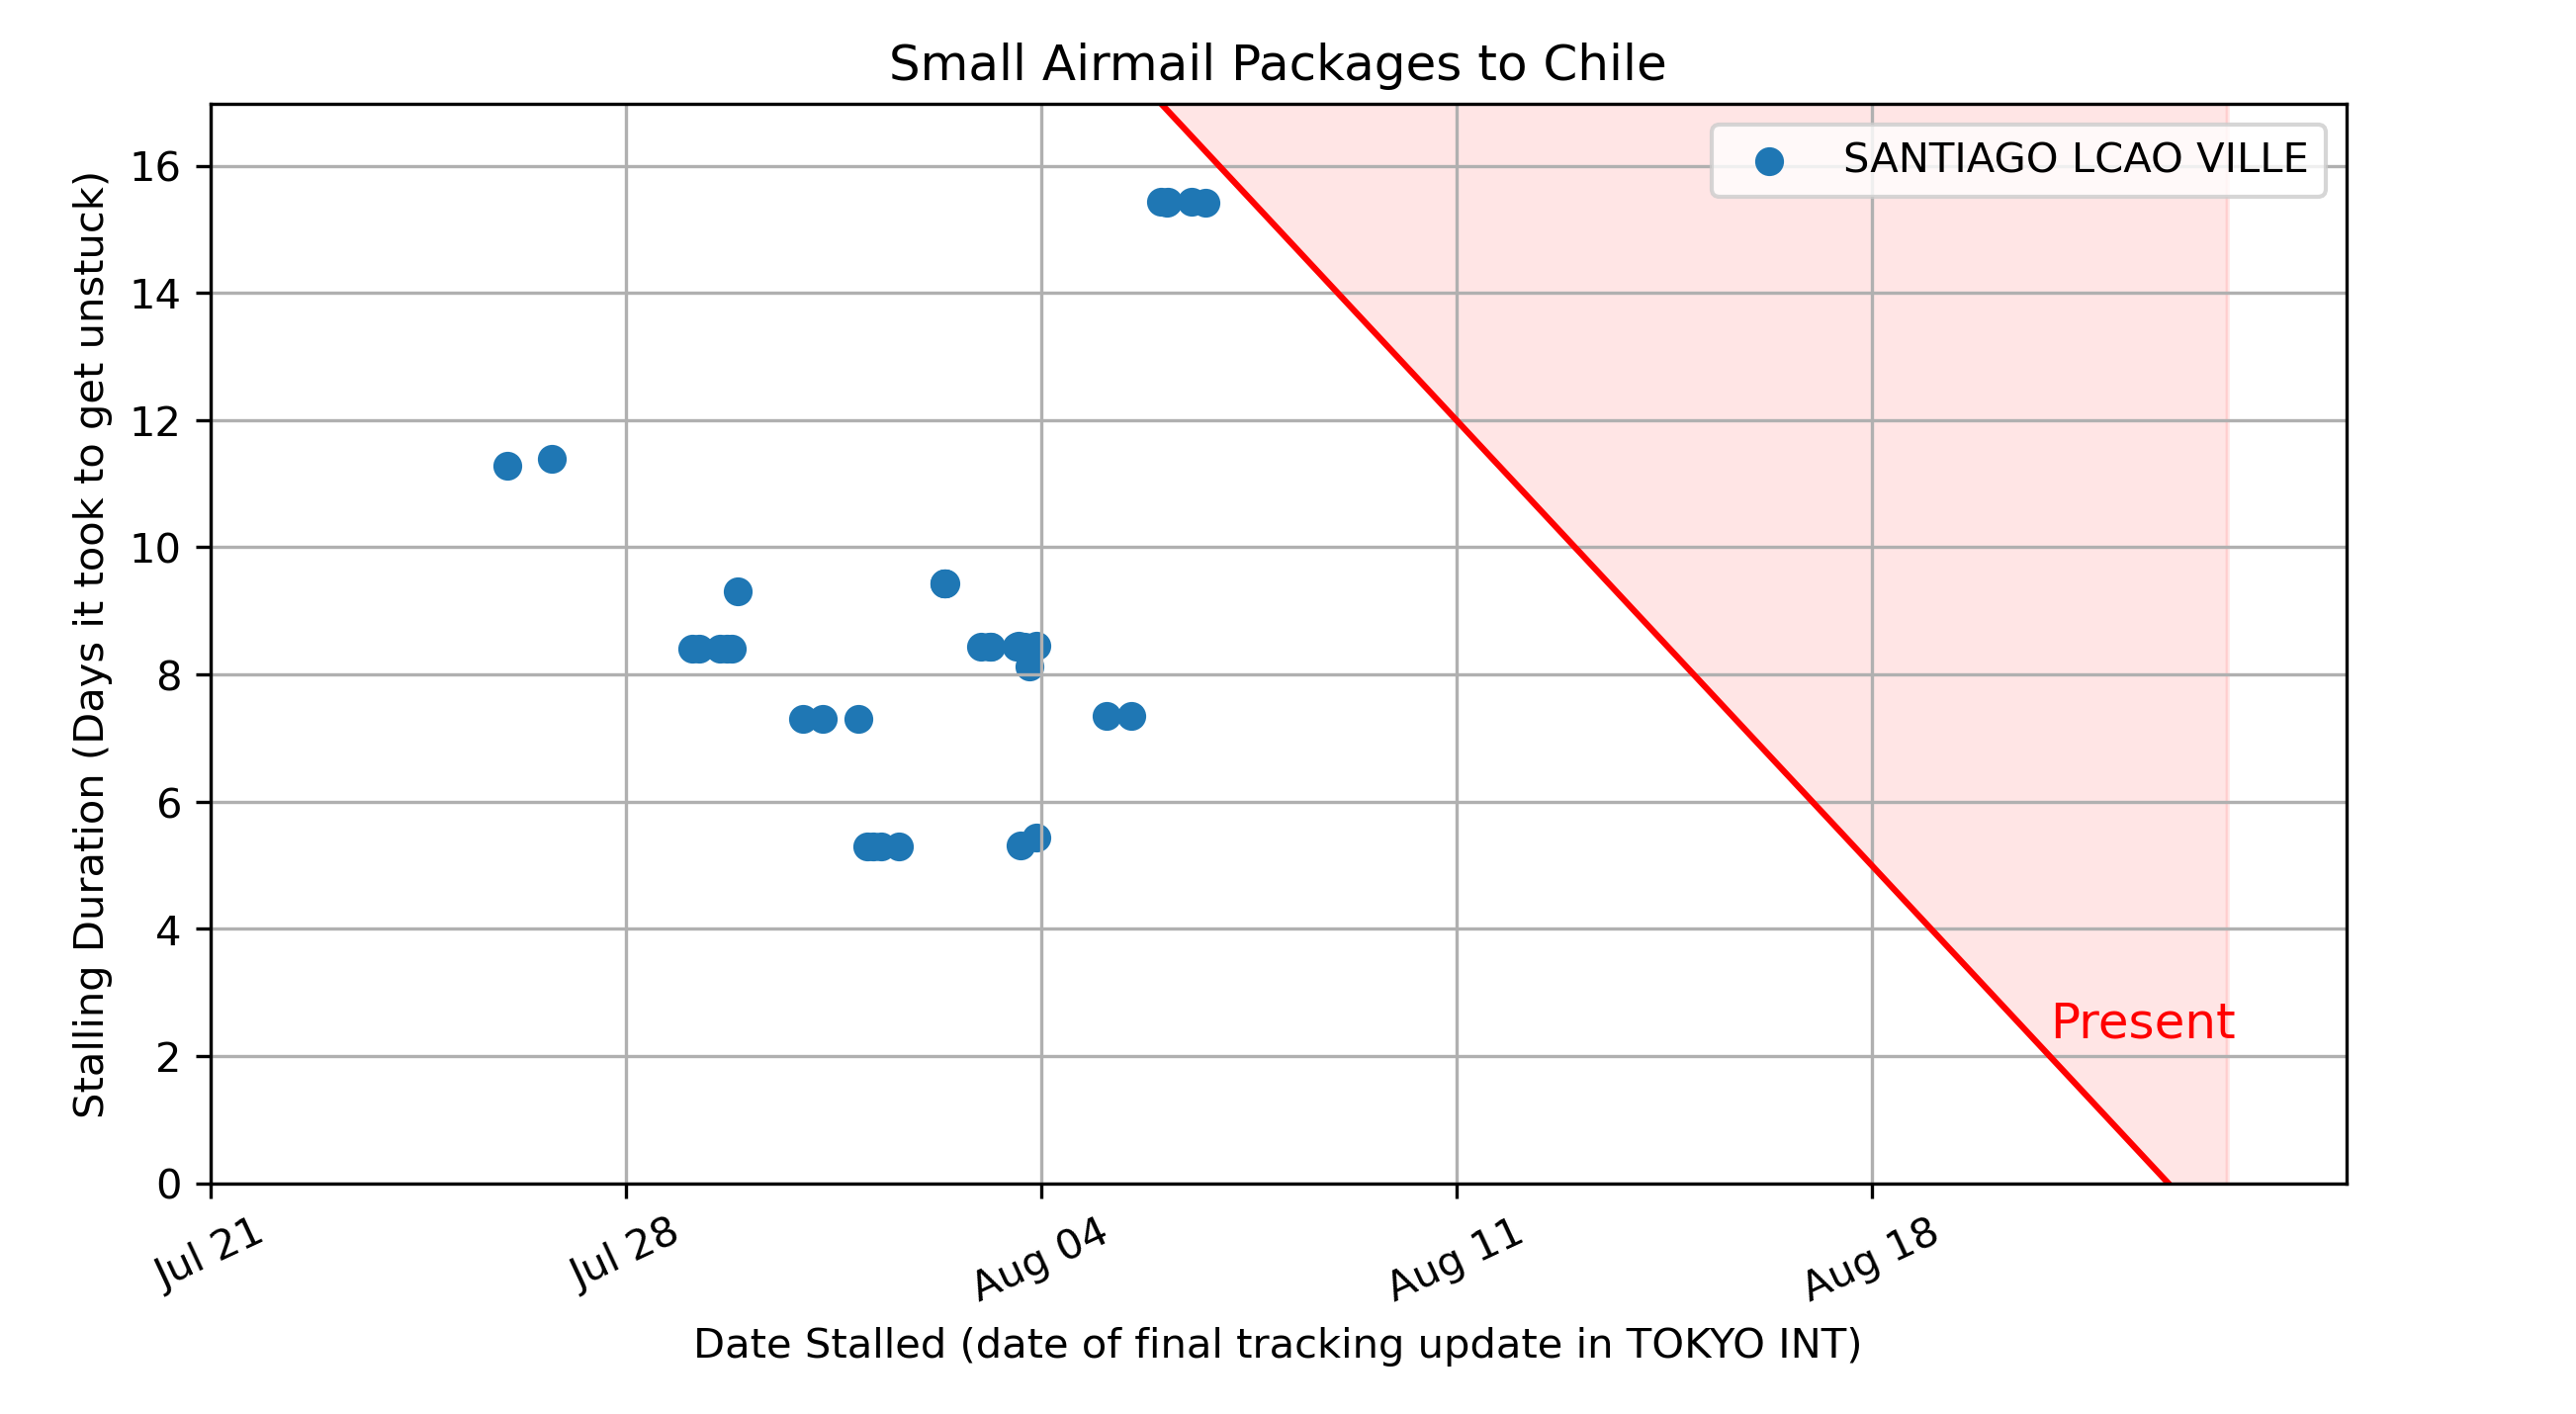 Small Airmail Packages to Chile
SANTIAGO LCAO VILLE
Stalling Duration (Days it took to get unstuck)
16
14
12
10
8
6
4
2
0
Present
Jul 21
Jul 28
Aug 04
Aug 11
Aug 18
Date Stalled (date of final tracking update in TOKYO INT)